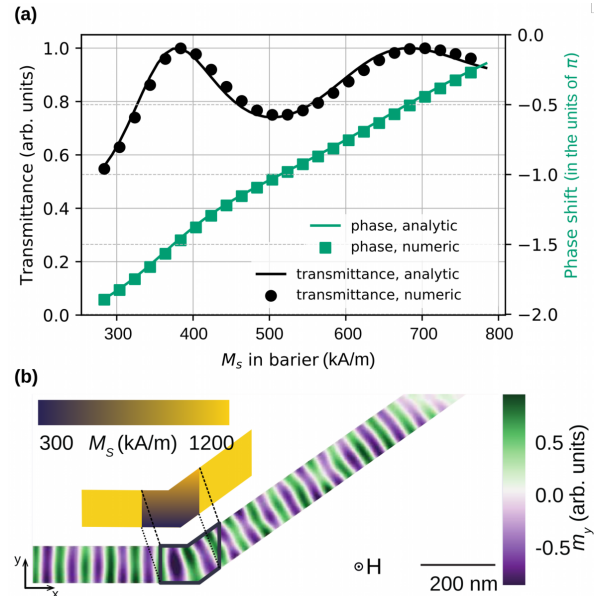 (a)
1.0
0.8
0.6
0.4
0.2
0.0
Transmittance (arb. units)
0.0
−0.5
−1.0
−1.5
−2.0
Phase shift (in the units of π)
phase, analytic
phase, numeric
transmittance, analytic
transmittance, numeric
300 400 500 600 700 800
Ms in barier (kA/m)
(b)
300 MS (kA/m) 1200
0.5
0.0
-0.5
my (arb. units)
y
x
H
200 nm